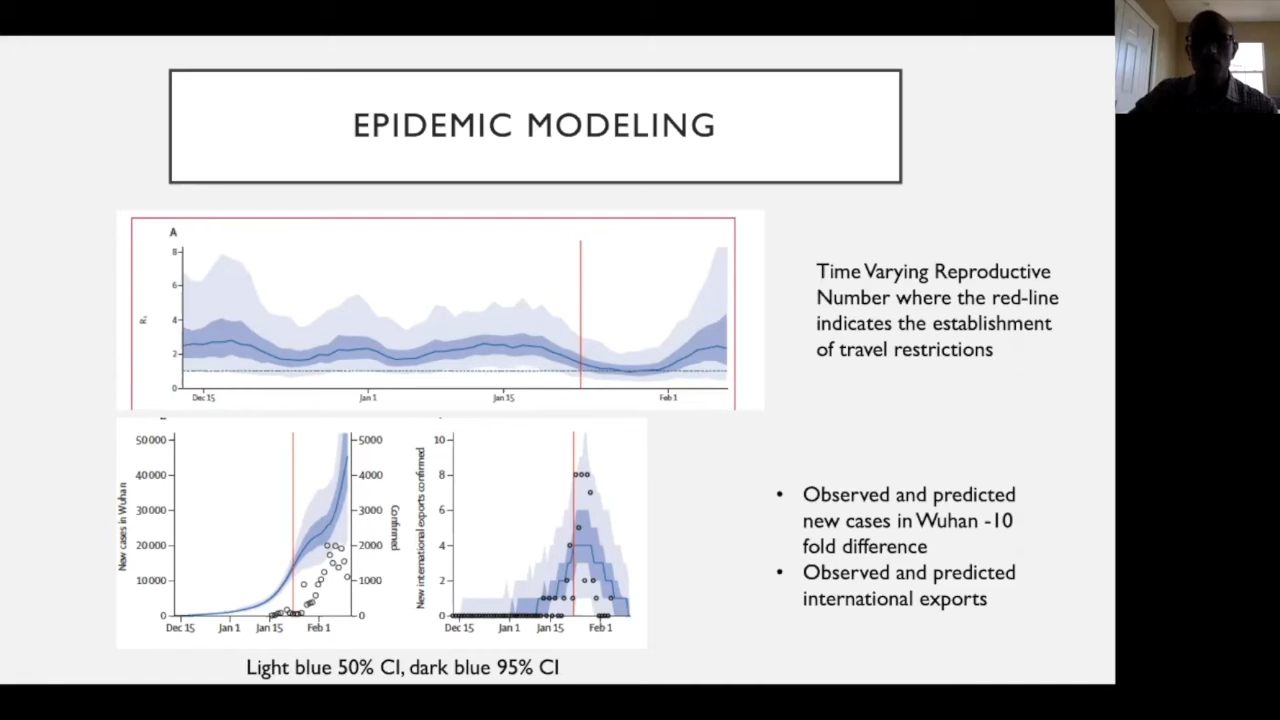 EPIDEMIC MODELING
A
8
6
4
2
0
Rt
Dec 15
Jan 1
Jan 15
Feb 1
Time Varying Reproductive
Number where the red-line
indicates the establishment
of travel restrictions
New cases in Wuhan
50000
40000
30000
20000
10000
0
5000
4000
3000
2000
1000
0
Confirmed
Dec 15
Jan 1
Jan 15
Feb 1
New international exports confirmed
10
8
6
4
2
0
Dec 15
Jan 1
Jan 15
Feb 1
• Observed and predicted
new cases in Wuhan -10
fold difference
• Observed and predicted
international exports
Light blue 50% CI, dark blue 95% CI